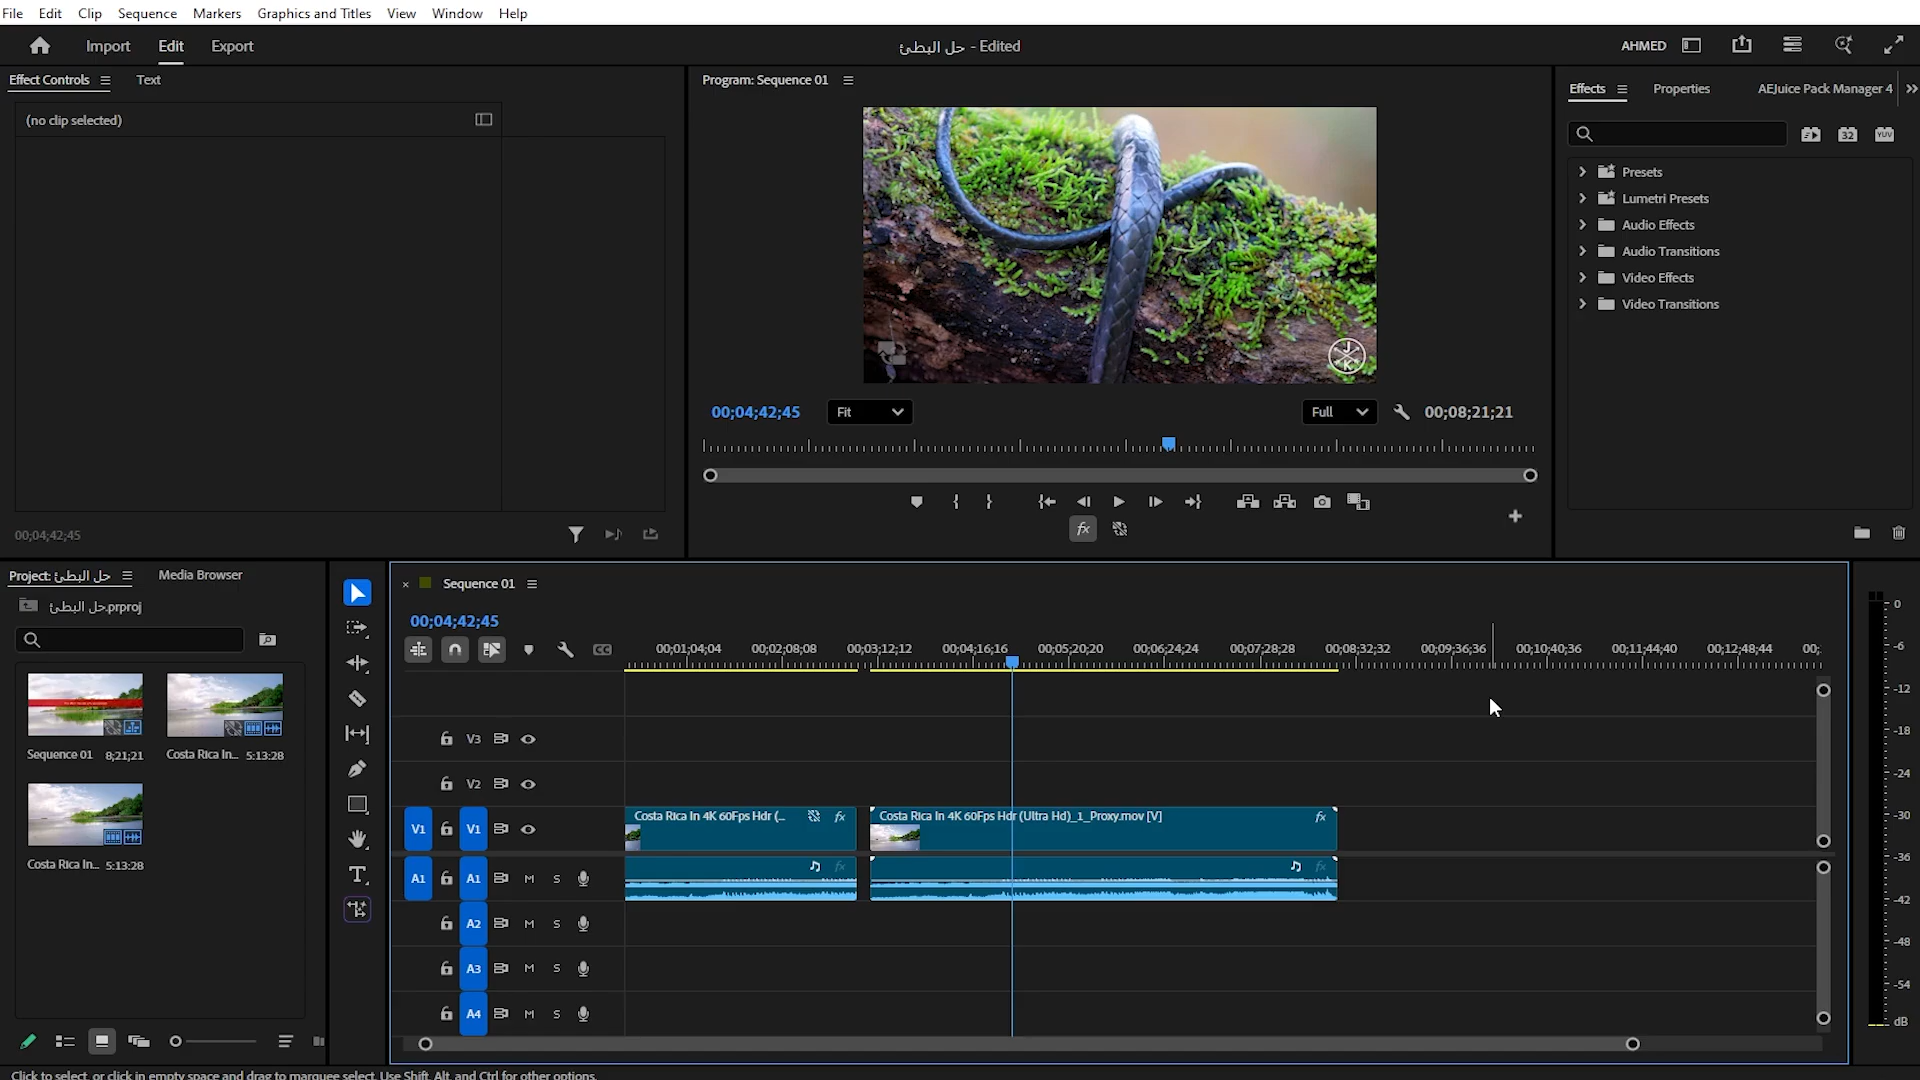 File Edit Clip Sequence Markers Graphics and Titles View Window Help
Import Edit Export
حل البطئ - Edited
AHMED
Effect Controls Text
(no clip selected)
00;04;42;45
Program: Sequence 01
J K
00;04;42;45 Fit Full 00;08;21;21
fx
Effects Properties AEJuice Pack Manager 4
32 YUV
Presets
Lumetri Presets
Audio Effects
Audio Transitions
Video Effects
Video Transitions
Project: حل البطئ Media Browser
حل البطئ.prproj
Sequence 01 8;21;21
Costa Rica In... 5:13:28
Costa Rica In... 5:13:28
Sequence 01
00;04;42;45
CC
00;01;04;04 00;02;08;08 00;03;12;12 00;04;16;16 00;05;20;20 00;06;24;24 00;07;28;28 00;08;32;32 00;09;36;36 00;10;40;36 00;11;44;40 00;12;48;44 00;
V3
V2
V1 V1 Costa Rica In 4K 60Fps Hdr (... fx Costa Rica In 4K 60Fps Hdr (Ultra Hd)_1_Proxy.mov [V] fx
A1 A1 M S fx fx
A2 M S
A3 M S
A4 M S
0
-6
-12
-18
-24
-30
-36
-42
-48
-54
dB
Click to select, or click in empty space and drag to marquee select. Use Shift, Alt, and Ctrl for other options.